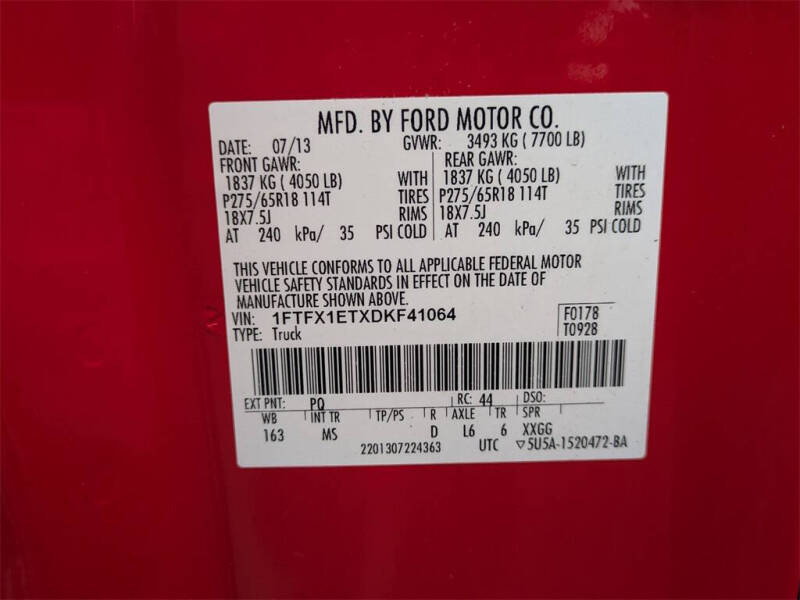 MFD. BY FORD MOTOR CO.
DATE: 07/13 GVWR: 3493 KG ( 7700 LB)
FRONT GAWR: REAR GAWR:
1837 KG ( 4050 LB) WITH 1837 KG ( 4050 LB) WITH
P275/65R18 114T TIRES P275/65R18 114T TIRES
18X7.5J RIMS 18X7.5J RIMS
AT 240 kPa/ 35 PSI COLD AT 240 kPa/ 35 PSI COLD
THIS VEHICLE CONFORMS TO ALL APPLICABLE FEDERAL MOTOR
VEHICLE SAFETY STANDARDS IN EFFECT ON THE DATE OF
MANUFACTURE SHOWN ABOVE.
VIN: 1FTFX1ETXDKF41064 F0178
TYPE: Truck T0928
EXT PNT: PQ RC: 44 DSO:
WB INT TR TP/PS R AXLE TR SPR
163 MS D L6 6 XXGG
2201307224363 UTC ▽5U5A-1520472-BA